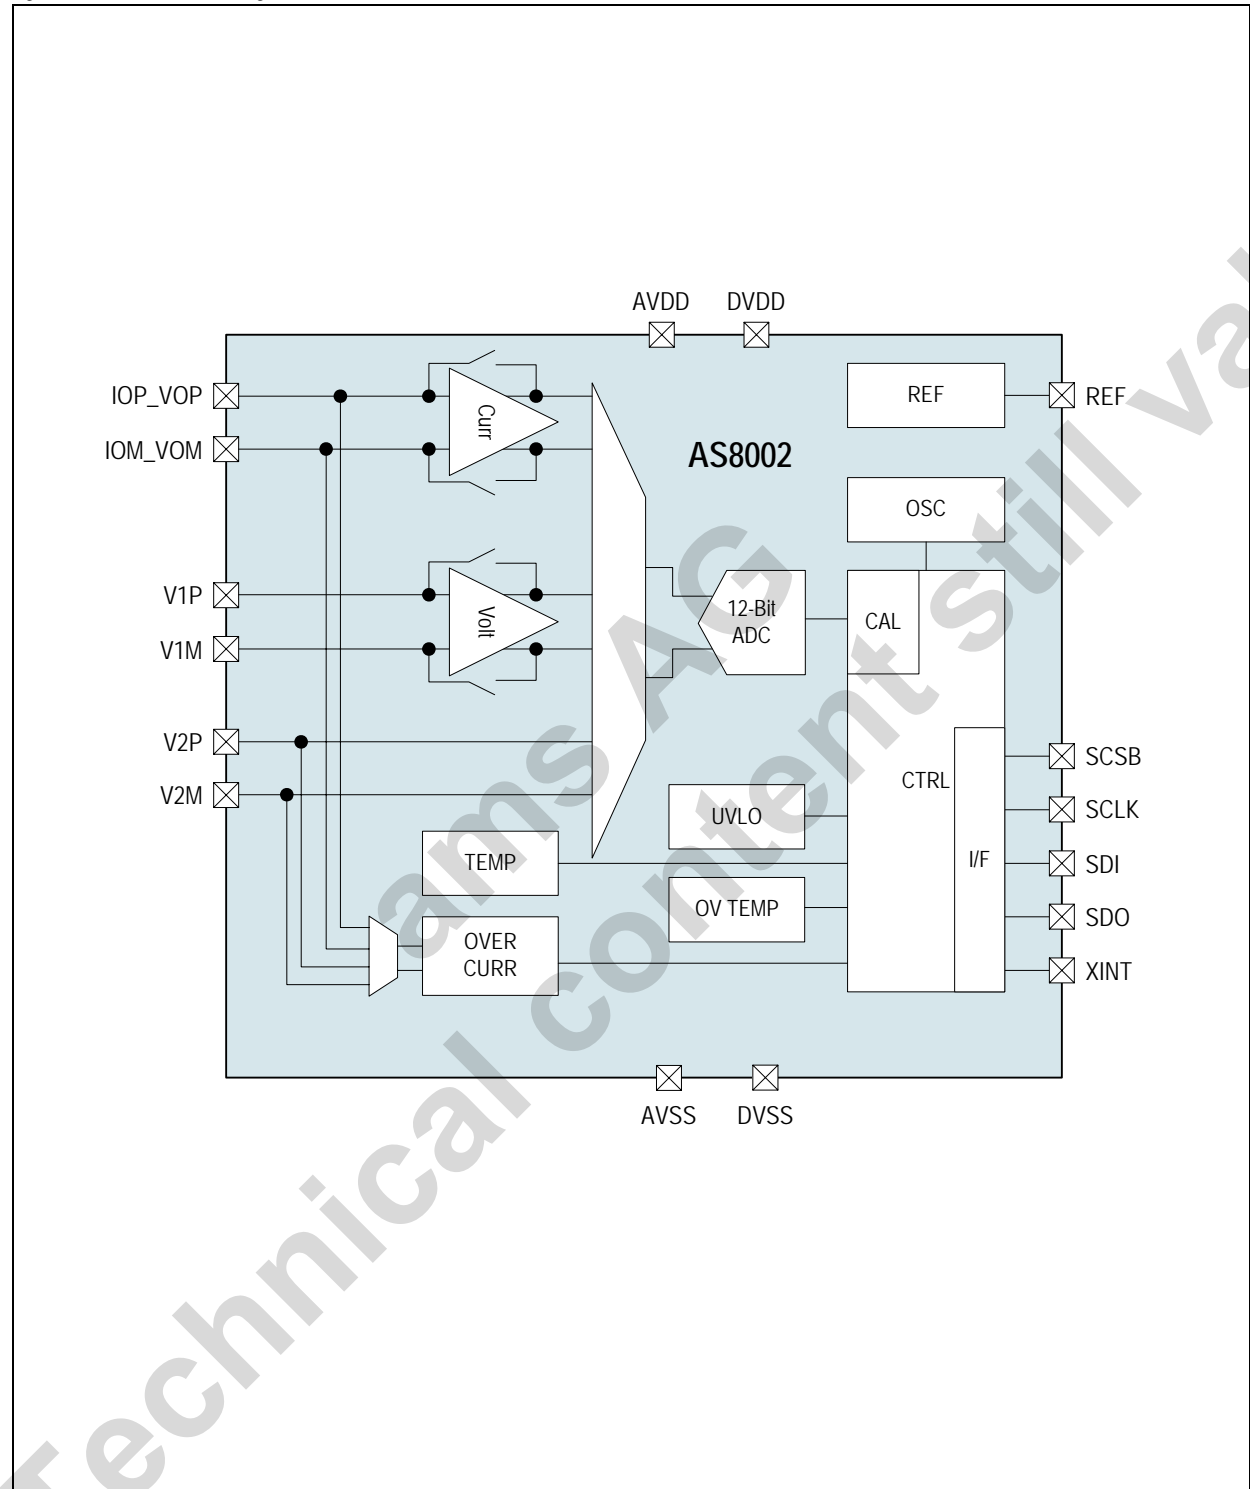 AVDD DVDD
IOP_VOP
Curr
REF
REF
IOM_VOM
AS8002
OSC
V1P
Volt
12-Bit
ADC
CAL
V1M
V2P
V2M
CTRL
SCSB
UVLO
SCLK
TEMP
I/F
SDI
OV TEMP
SDO
OVER
CURR
XINT
AVSS DVSS
ams AG
Technical content still